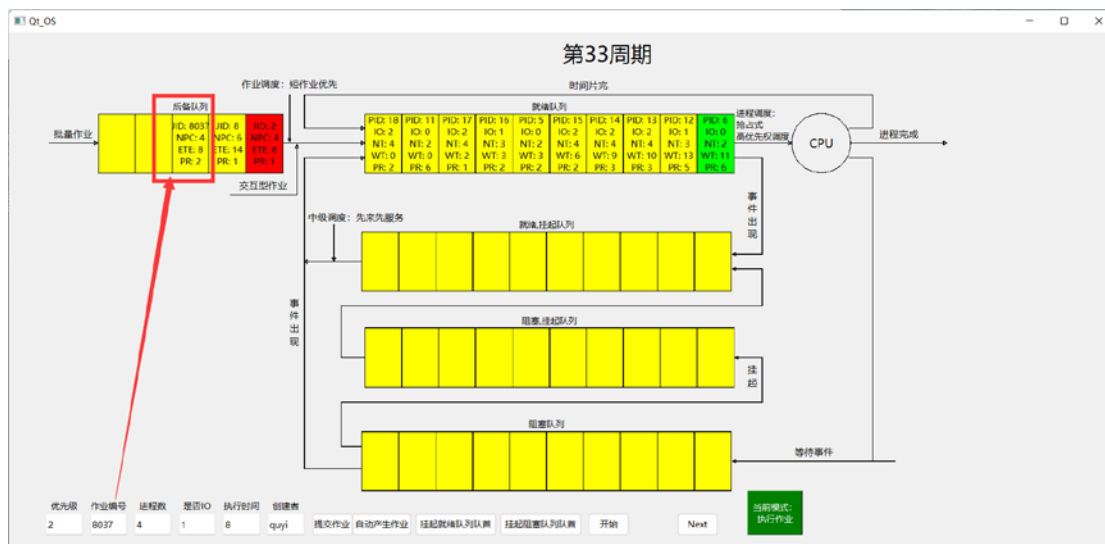 Qt_OS
第33周期
作业调度：短作业优先
时间片完
后备队列
就绪队列
批量作业
JID: 8037
NPC: 4
ETE: 8
PR: 2
JID: 8
NPC: 6
ETE: 14
PR: 1
JID: 2
NPC: 4
ETE: 8
PR: 1
交互型作业
PID: 18
IO: 2
NT: 4
WT: 0
PR: 2
PID: 11
IO: 0
NT: 2
WT: 0
PR: 6
PID: 17
IO: 2
NT: 4
WT: 3
PR: 1
PID: 16
IO: 1
NT: 3
WT: 3
PR: 2
PID: 5
IO: 0
NT: 2
WT: 3
PR: 2
PID: 15
IO: 2
NT: 4
WT: 6
PR: 2
PID: 14
IO: 2
NT: 4
WT: 9
PR: 3
PID: 13
IO: 2
NT: 4
WT: 10
PR: 3
PID: 12
IO: 1
NT: 3
WT: 13
PR: 5
PID: 6
IO: 0
NT: 2
WT: 11
PR: 6
进程调度：
抢占式
高优先权调度
CPU
进程完成
事件出现
中级调度：先来先服务
就绪,挂起队列
事件出现
阻塞,挂起队列
挂起
阻塞队列
等待事件
优先级
作业编号
进程数
是否IO
执行时间
创建者
2
8037
4
1
8
quyi
提交作业
自动产生作业
挂起就绪队列队首
挂起阻塞队列队首
开始
Next
当前模式：
执行作业